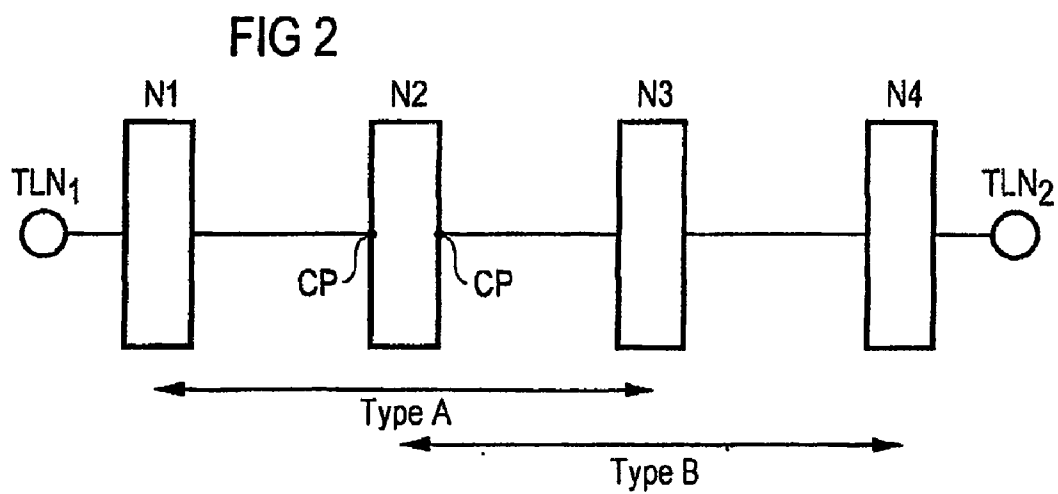 FIG 2
N1 N2 N3 N4
TLN1 TLN2
CP CP
Type A
Type B